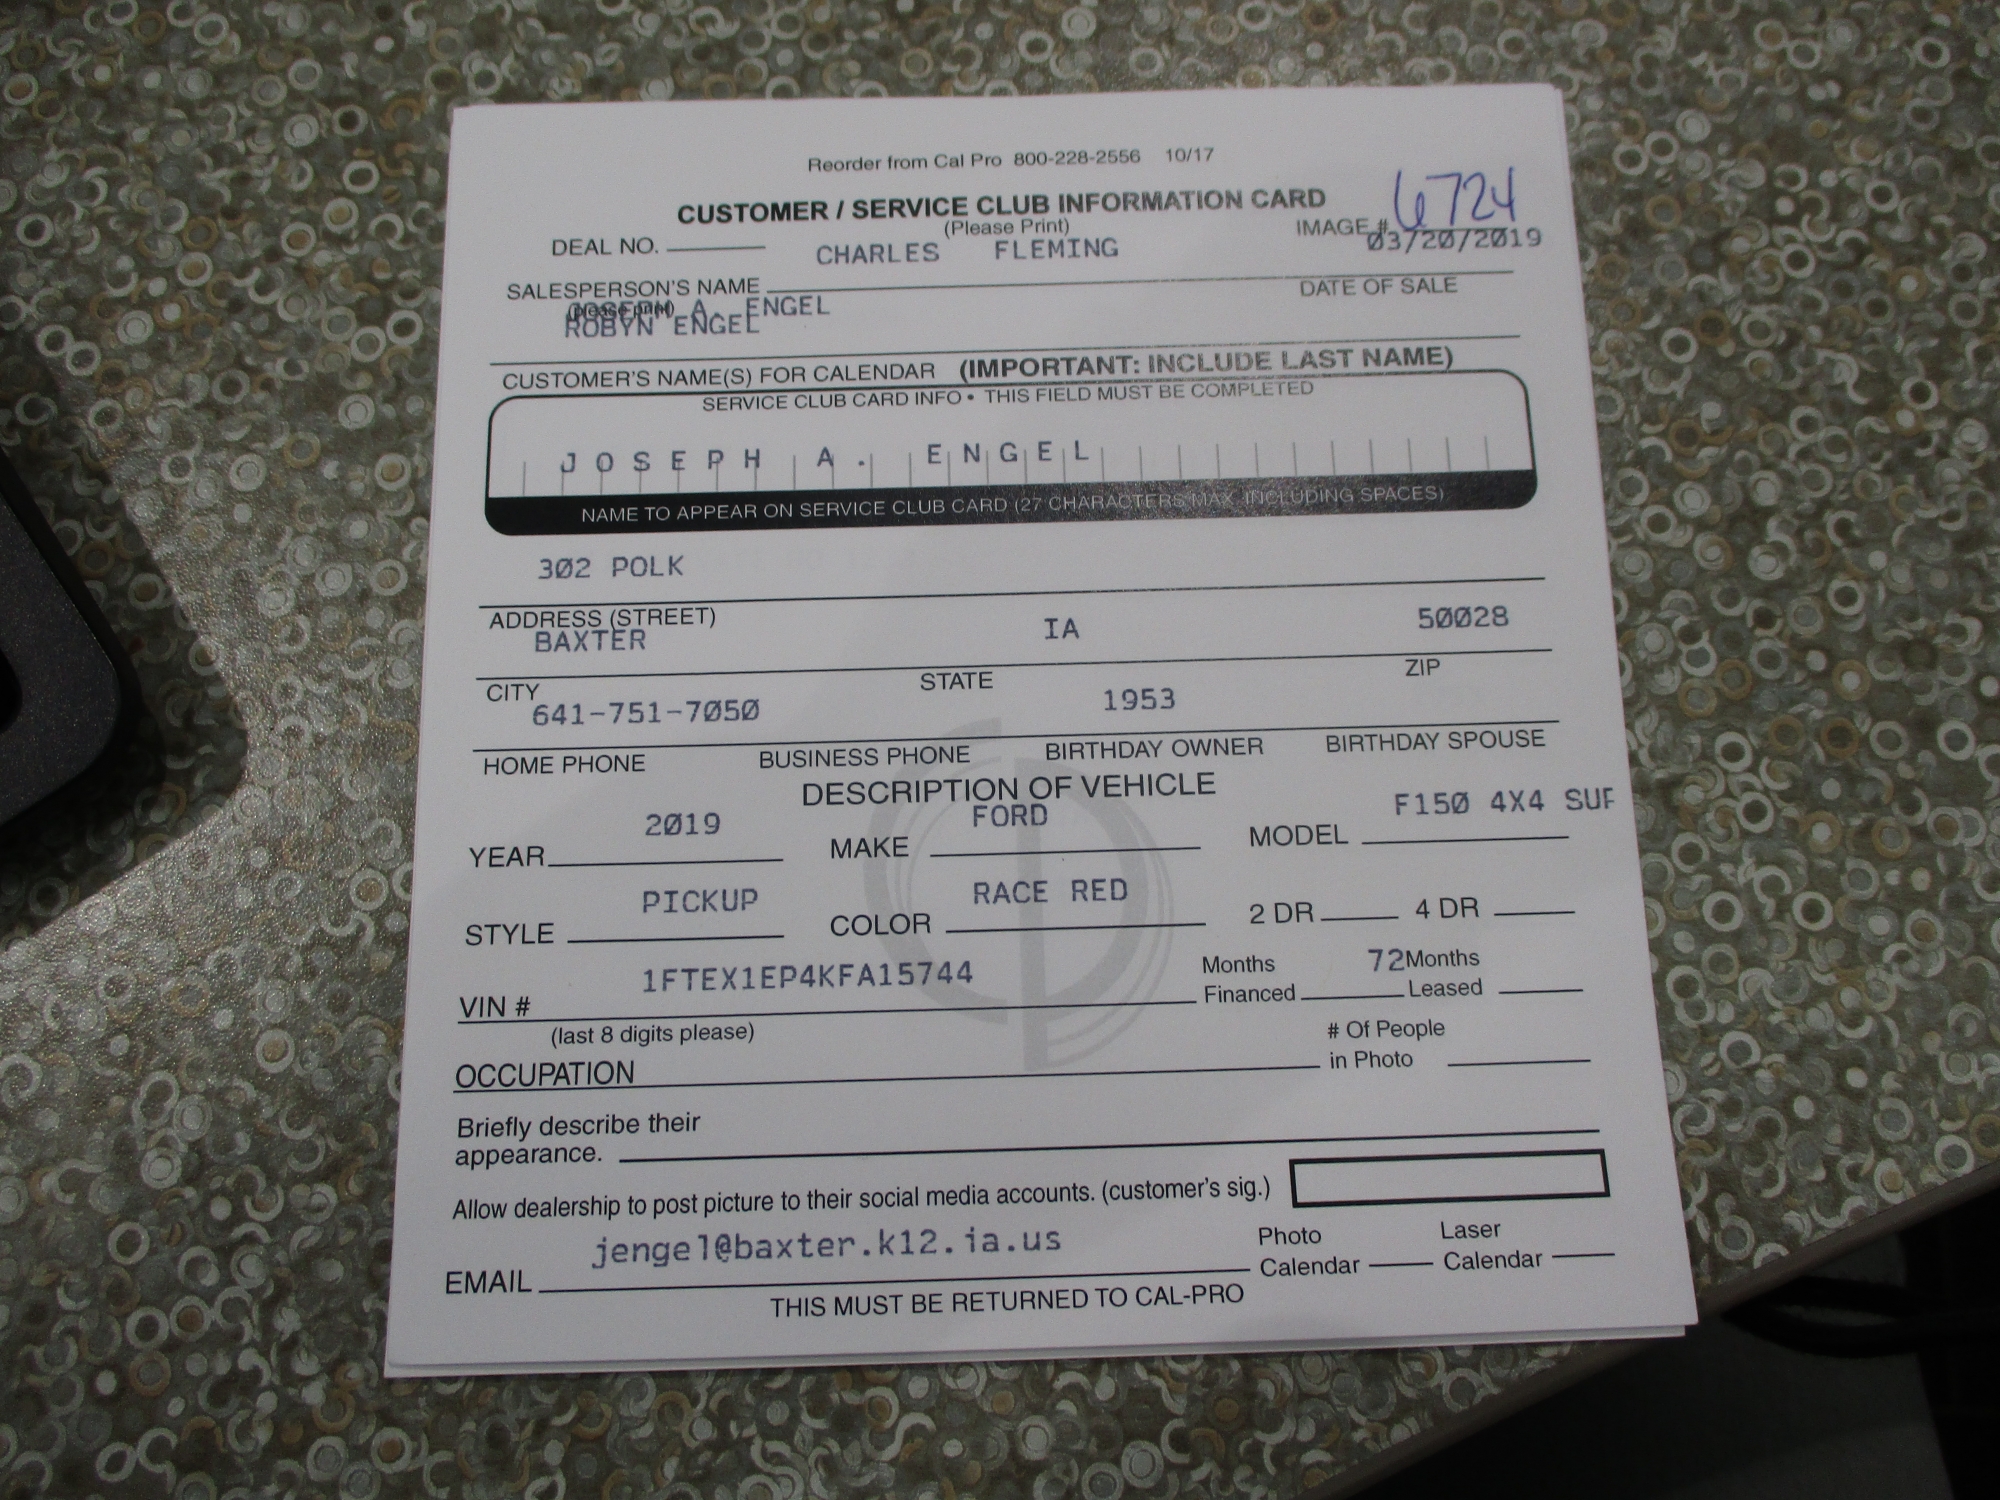 Reorder from Cal Pro 800-228-2556 10/17
CUSTOMER / SERVICE CLUB INFORMATION CARD
(Please Print)
IMAGE # 6724
DEAL NO.
CHARLES FLEMING
03/20/2019
SALESPERSON'S NAME
DATE OF SALE
(please print)
JOSEPH A. ENGEL
ROBYN ENGEL
CUSTOMER'S NAME(S) FOR CALENDAR (IMPORTANT: INCLUDE LAST NAME)
SERVICE CLUB CARD INFO • THIS FIELD MUST BE COMPLETED
JOSEPH A. ENGEL
NAME TO APPEAR ON SERVICE CLUB CARD (27 CHARACTERS MAX. INCLUDING SPACES)
302 POLK
ADDRESS (STREET)
BAXTER IA 50028
CITY STATE ZIP
641-751-7050 1953
HOME PHONE BUSINESS PHONE BIRTHDAY OWNER BIRTHDAY SPOUSE
DESCRIPTION OF VEHICLE
2019 FORD F150 4X4 SUP
YEAR MAKE MODEL
PICKUP RACE RED
STYLE COLOR 2 DR 4 DR
1FTEX1EP4KFA15744 Months 72 Months
VIN # Financed Leased
(last 8 digits please) # Of People
OCCUPATION in Photo
Briefly describe their
appearance.
Allow dealership to post picture to their social media accounts. (customer's sig.)
jengel@baxter.k12.ia.us Photo Laser
EMAIL Calendar Calendar
THIS MUST BE RETURNED TO CAL-PRO